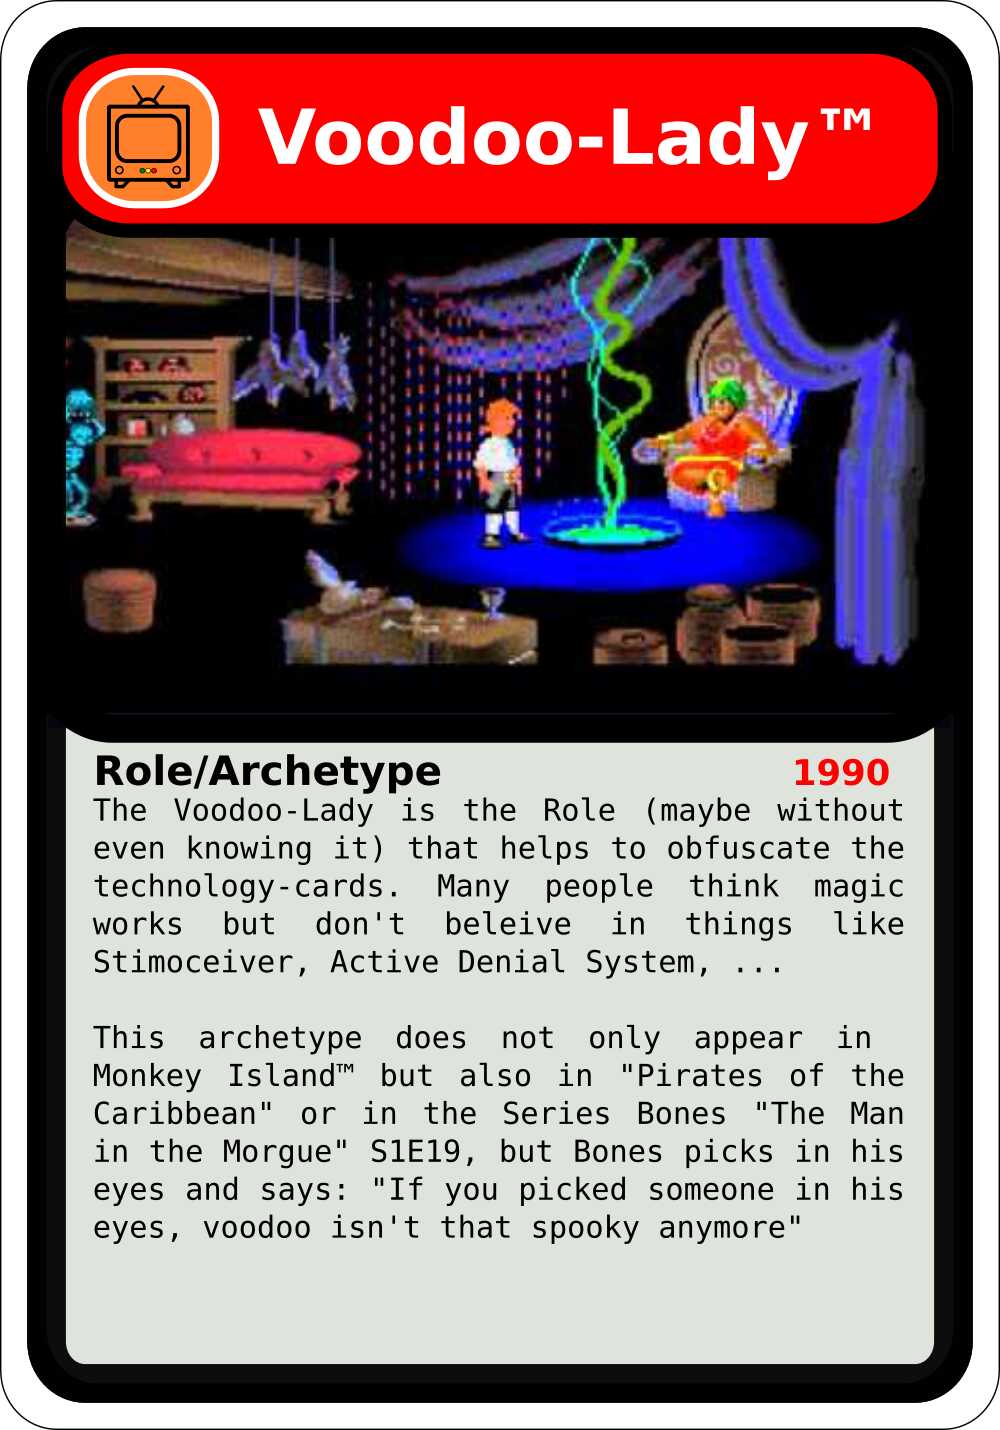 Voodoo-Lady™
Role/Archetype 1990
The Voodoo-Lady is the Role (maybe without
even knowing it) that helps to obfuscate the
technology-cards. Many people think magic
works but don't beleive in things like
Stimoceiver, Active Denial System, ...
This archetype does not only appear in
Monkey Island™ but also in "Pirates of the
Caribbean" or in the Series Bones "The Man
in the Morgue" S1E19, but Bones picks in his
eyes and says: "If you picked someone in his
eyes, voodoo isn't that spooky anymore"